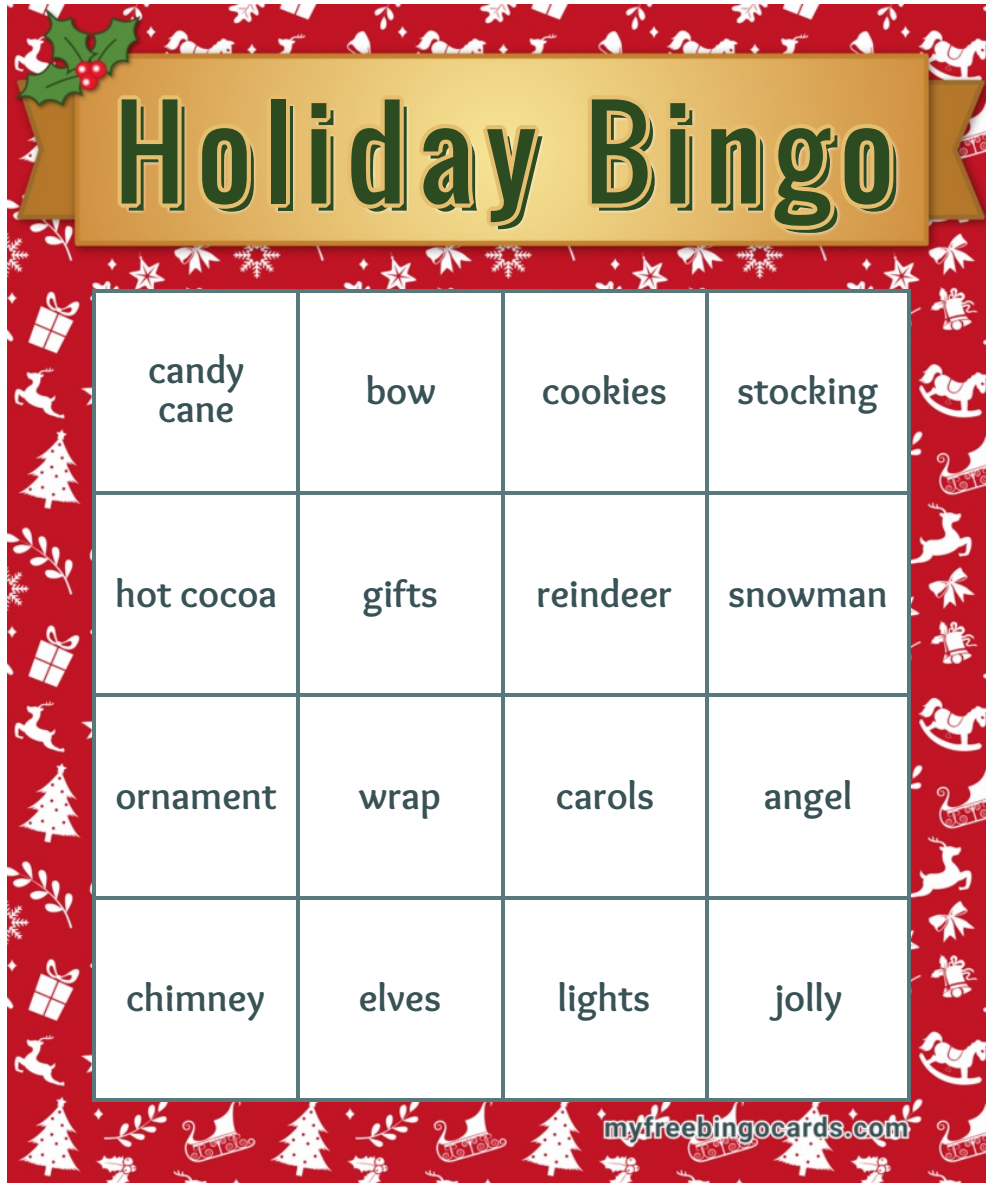 Holiday Bingo
candy
cane
bow
cookies
stocking
hot cocoa
gifts
reindeer
snowman
ornament
wrap
carols
angel
chimney
elves
lights
jolly
myfreebingocards.com